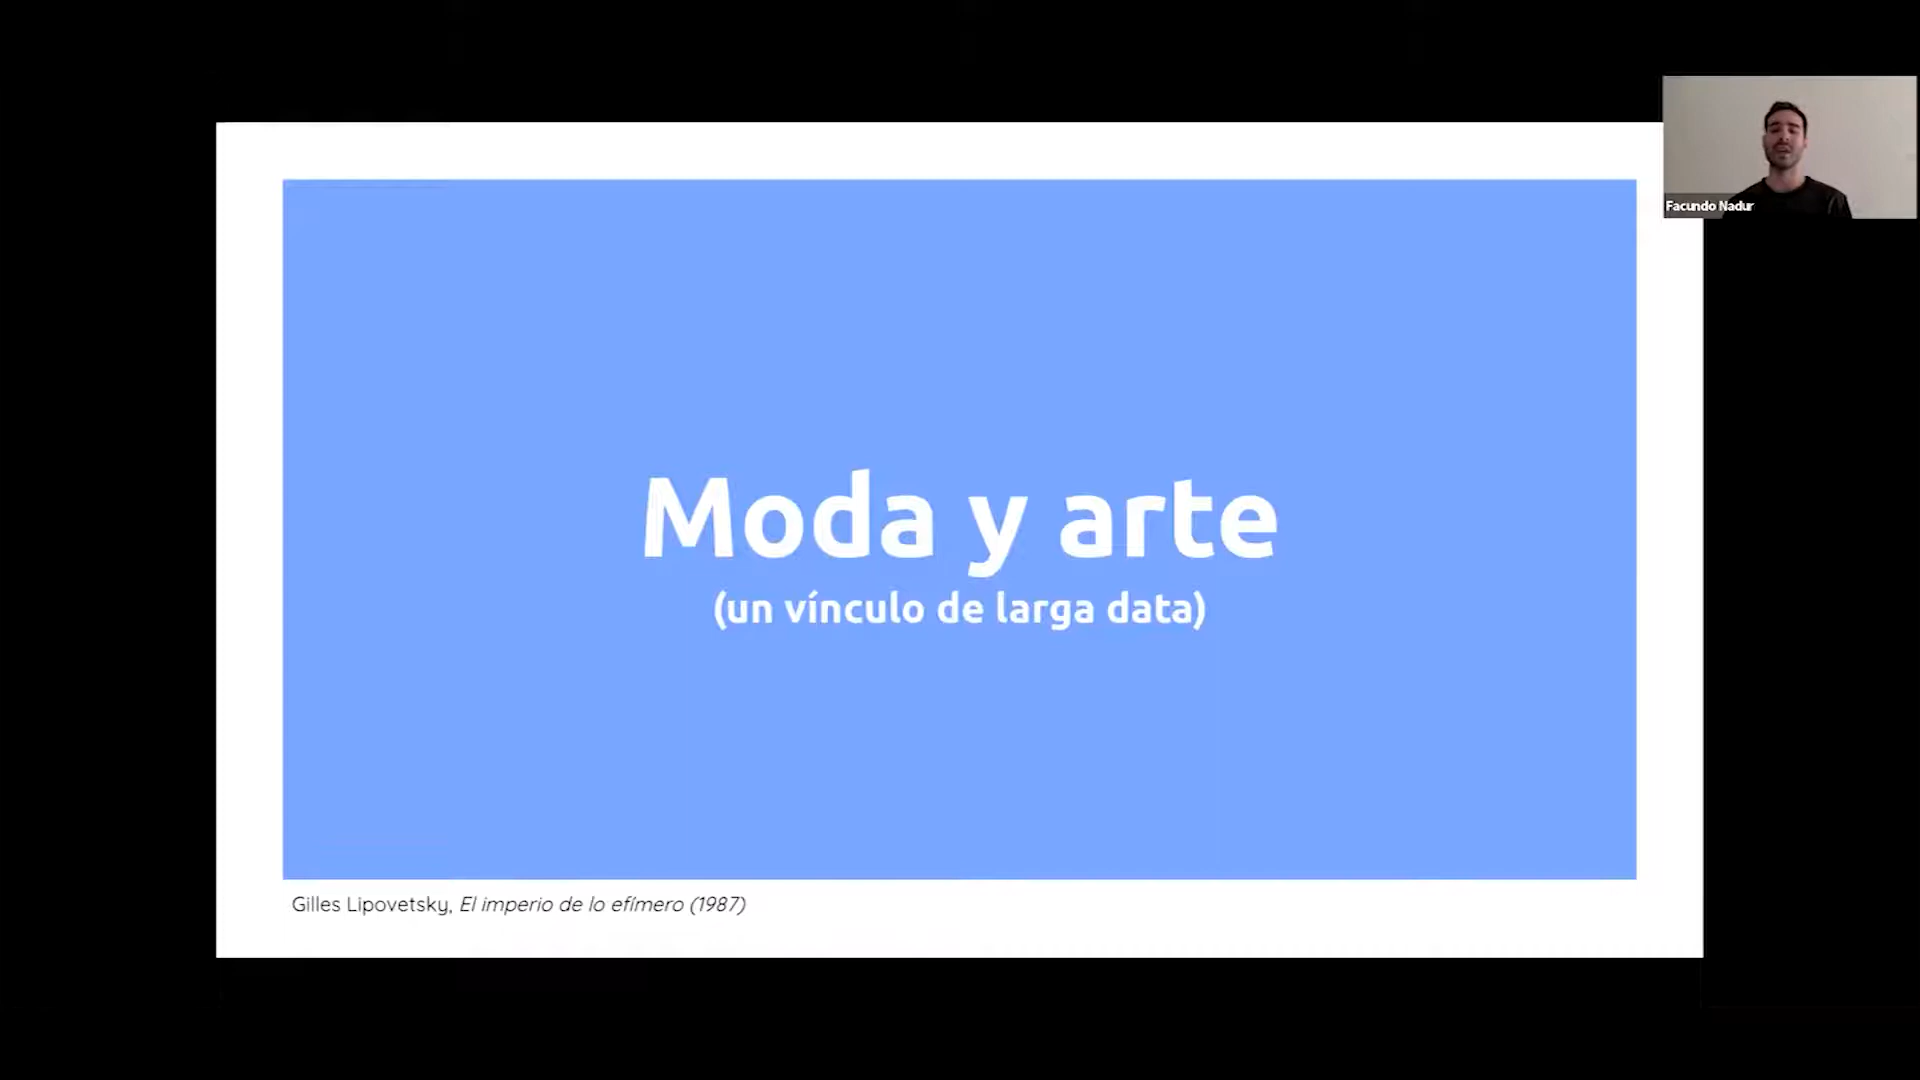 Facundo Nadur
Moda y arte
(un vínculo de larga data)
Gilles Lipovetsky, El imperio de lo efímero (1987)